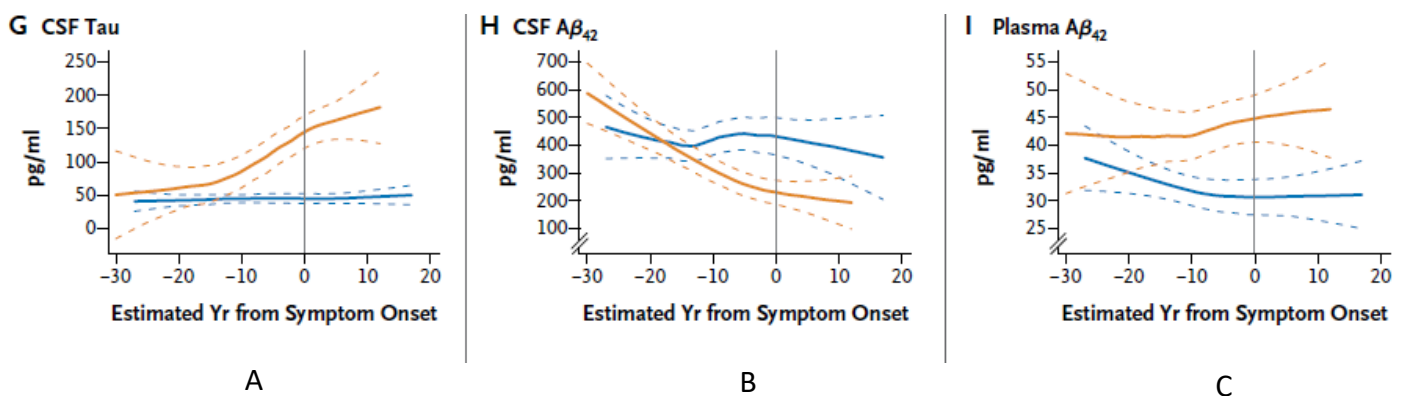 G CSF Tau
250
200
150
100
50
0
pg/ml
−30 −20 −10 0 10 20
Estimated Yr from Symptom Onset
A
H CSF Aβ42
700
600
500
400
300
200
100
pg/ml
−30 −20 −10 0 10 20
Estimated Yr from Symptom Onset
B
I Plasma Aβ42
55
50
45
40
35
30
25
pg/ml
−30 −20 −10 0 10 20
Estimated Yr from Symptom Onset
C